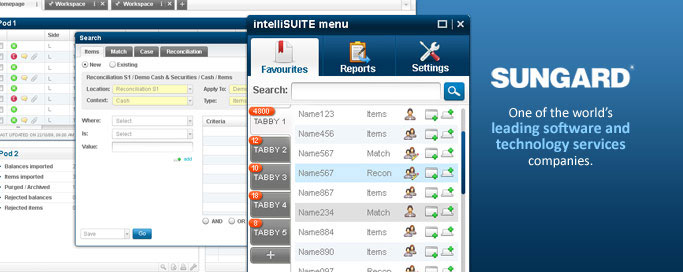 Homepage
Workspace
Workspace
Pod 1
Side
L
L
L
L
L
L
LAST UPDATED ON
Pod 2
Balances imported
Items imported
Purged / Archived
Rejected balances
Rejected items
Search
Items Match Case Reconciliation
New Existing
Reconciliation S1 / Demo Cash & Securities / Cash / Items
Location: Reconciliation S1 Apply To:
Context: Cash Type: Items
Where: Select Criteria
Is: Select
Value:
add
AND OR
Save Go
intelliSUITE menu
Favourites Reports Settings
Search:
4800
TABBY 1
12
TABBY 2
10
TABBY 3
18
TABBY 4
8
TABBY 5
+
Name123 Items
Name456 Items
Name567 Match
Name567 Recon
Name867 Items
Name234 Match
Name884 Items
Name890 Items
Name097 Recon
SUNGARD®
One of the world's
leading software and
technology services
companies.